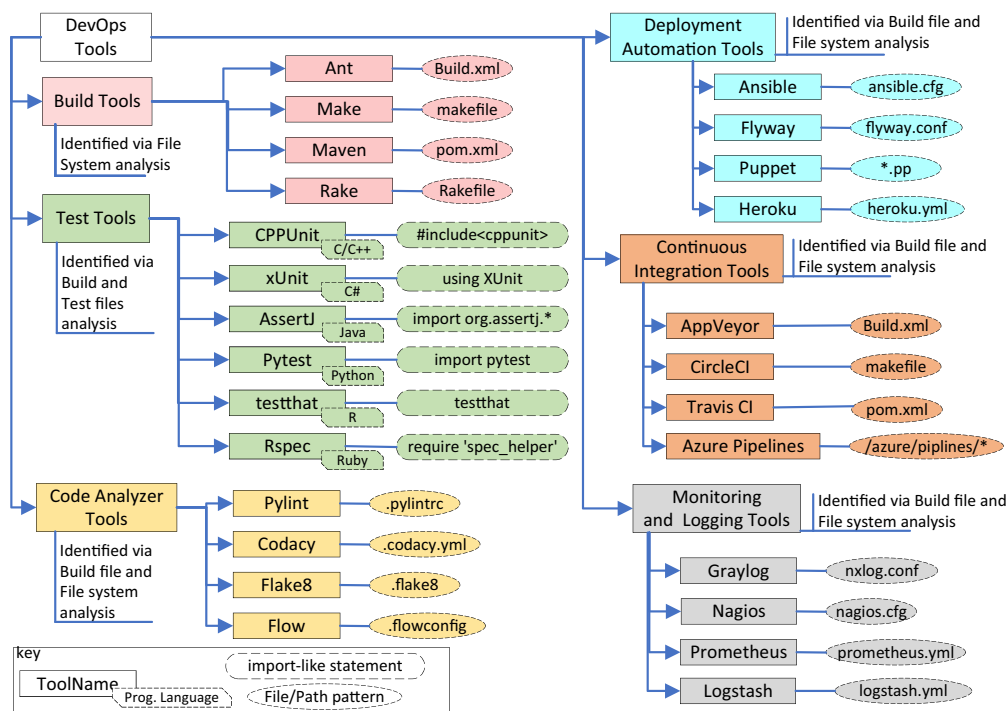 DevOps
Tools
Build Tools
Identified via File
System analysis
Ant
Build.xml
Make
makefile
Maven
pom.xml
Rake
Rakefile
Test Tools
Identified via
Build and
Test files
analysis
CPPUnit
C/C++
#include<cppunit>
xUnit
C#
using XUnit
AssertJ
Java
import org.assertj.*
Pytest
Python
import pytest
testthat
R
testthat
Rspec
Ruby
require 'spec_helper'
Code Analyzer
Tools
Identified via
Build file and
File system
analysis
Pylint
.pylintrc
Codacy
.codacy.yml
Flake8
.flake8
Flow
.flowconfig
Deployment
Automation Tools
Identified via Build file and
File system analysis
Ansible
ansible.cfg
Flyway
flyway.conf
Puppet
*.pp
Heroku
heroku.yml
Continuous
Integration Tools
Identified via Build file and
File system analysis
AppVeyor
Build.xml
CircleCI
makefile
Travis CI
pom.xml
Azure Pipelines
/azure/piplines/*
Monitoring
and Logging Tools
Identified via Build file and
File system analysis
Graylog
nxlog.conf
Nagios
nagios.cfg
Prometheus
prometheus.yml
Logstash
logstash.yml
key
ToolName
Prog. Language
import-like statement
File/Path pattern